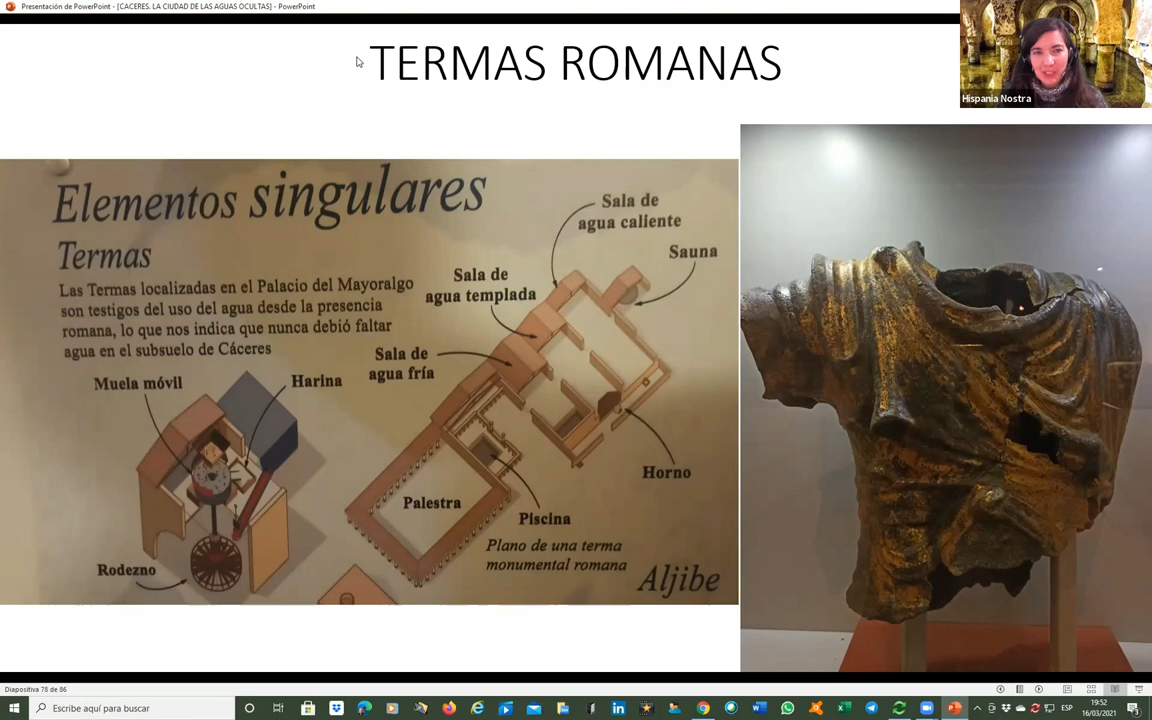 Presentación de PowerPoint - [CACERES. LA CIUDAD DE LAS AGUAS OCULTAS] - PowerPoint
TERMAS ROMANAS
Hispania Nostra
Elementos singulares
Termas
Las Termas localizadas en el Palacio del Mayoralgo
son testigos del uso del agua desde la presencia
romana, lo que nos indica que nunca debió faltar
agua en el subsuelo de Cáceres
Muela móvil
Harina
Rodezno
Sala de
agua caliente
Sauna
Sala de
agua templada
Sala de
agua fría
Horno
Palestra
Piscina
Plano de una terma
monumental romana
Aljibe
Diapositiva 78 de 86
Escribe aquí para buscar
ESP
19:52
16/03/2021